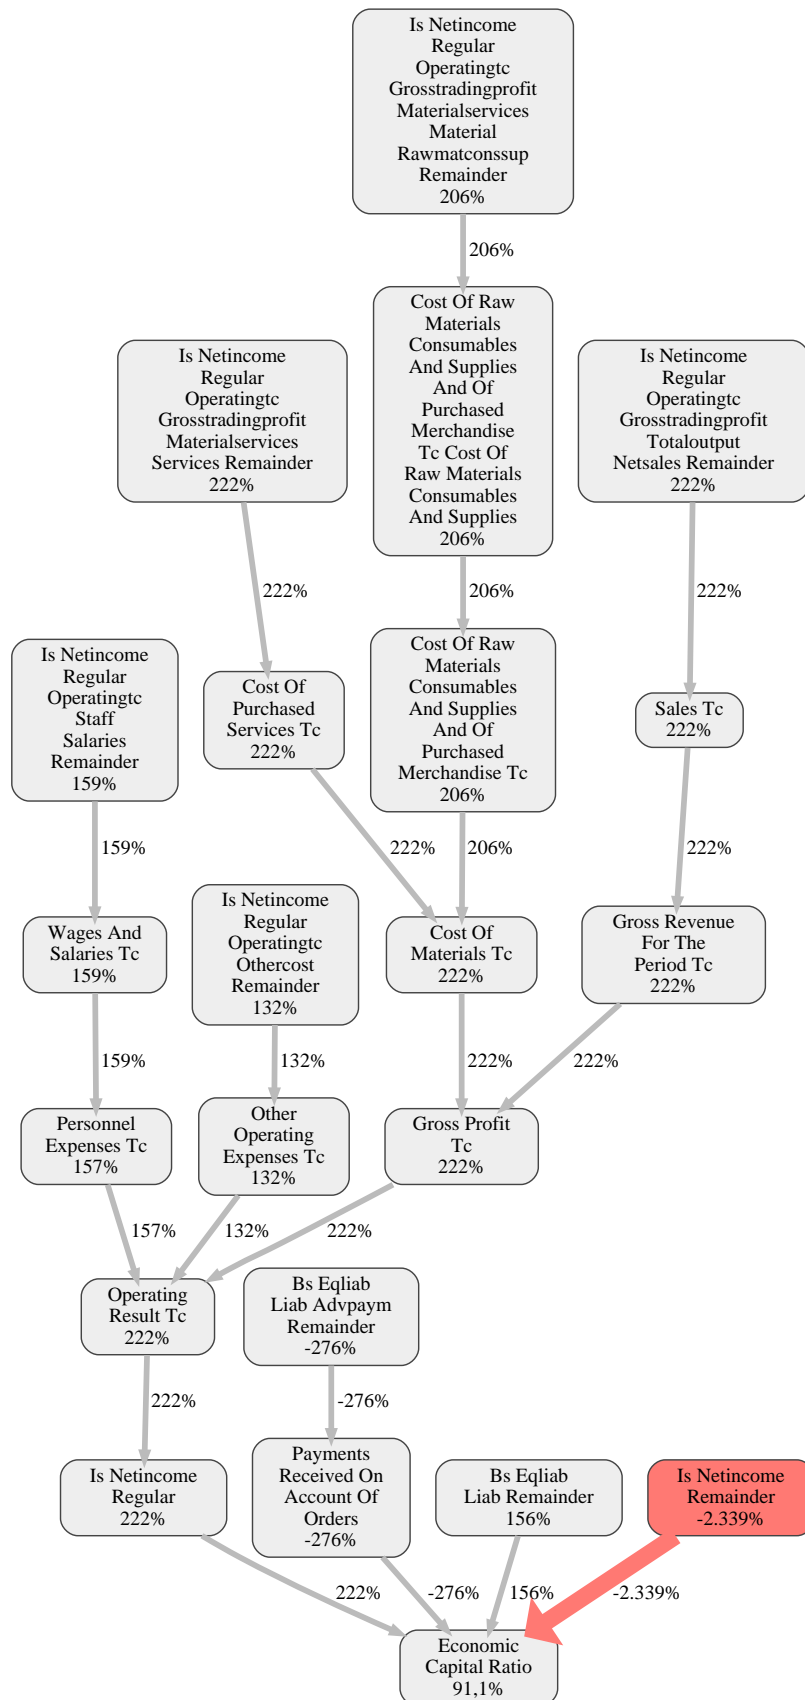 Is Netincome
Regular
Operatingtc
Grosstradingprofit
Materialservices
Material
Rawmatconssup
Remainder
206%
206%
Cost Of Raw
Materials
Consumables
And Supplies
And Of
Purchased
Merchandise
Tc Cost Of
Raw Materials
Consumables
And Supplies
206%
Is Netincome
Regular
Operatingtc
Grosstradingprofit
Materialservices
Services Remainder
222%
Is Netincome
Regular
Operatingtc
Grosstradingprofit
Totaloutput
Netsales Remainder
222%
222%
206%
222%
Is Netincome
Regular
Operatingtc
Staff
Salaries
Remainder
159%
Cost Of
Purchased
Services Tc
222%
Cost Of Raw
Materials
Consumables
And Supplies
And Of
Purchased
Merchandise Tc
206%
Sales Tc
222%
159%
222%
206%
222%
Wages And
Salaries Tc
159%
Is Netincome
Regular
Operatingtc
Othercost
Remainder
132%
Cost Of
Materials Tc
222%
Gross Revenue
For The
Period Tc
222%
159%
132%
222%
222%
Personnel
Expenses Tc
157%
Other
Operating
Expenses Tc
132%
Gross Profit
Tc
222%
157%
132%
222%
Operating
Result Tc
222%
Bs Eqliab
Liab Advpaym
Remainder
-276%
222%
-276%
Is Netincome
Regular
222%
Payments
Received On
Account Of
Orders
-276%
Bs Eqliab
Liab Remainder
156%
Is Netincome
Remainder
-2.339%
222%
-276%
156%
-2.339%
Economic
Capital Ratio
91,1%